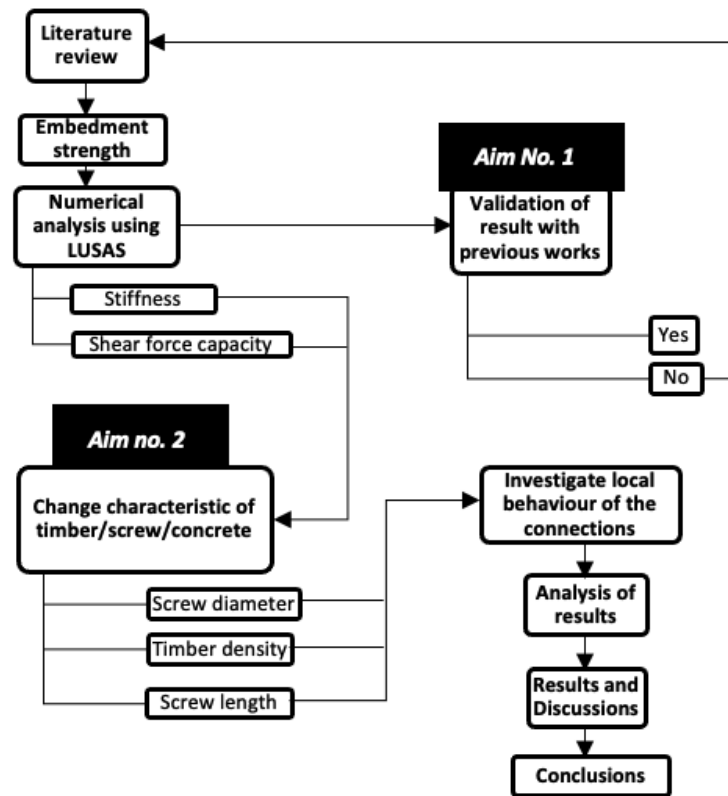 Literature
review
Embedment
strength
Numerical
analysis using
LUSAS
Stiffness
Shear force capacity
Aim No. 1
Validation of
result with
previous works
Yes
No
Aim no. 2
Change characteristic of
timber/screw/concrete
Screw diameter
Timber density
Screw length
Investigate local
behaviour of the
connections
Analysis of
results
Results and
Discussions
Conclusions